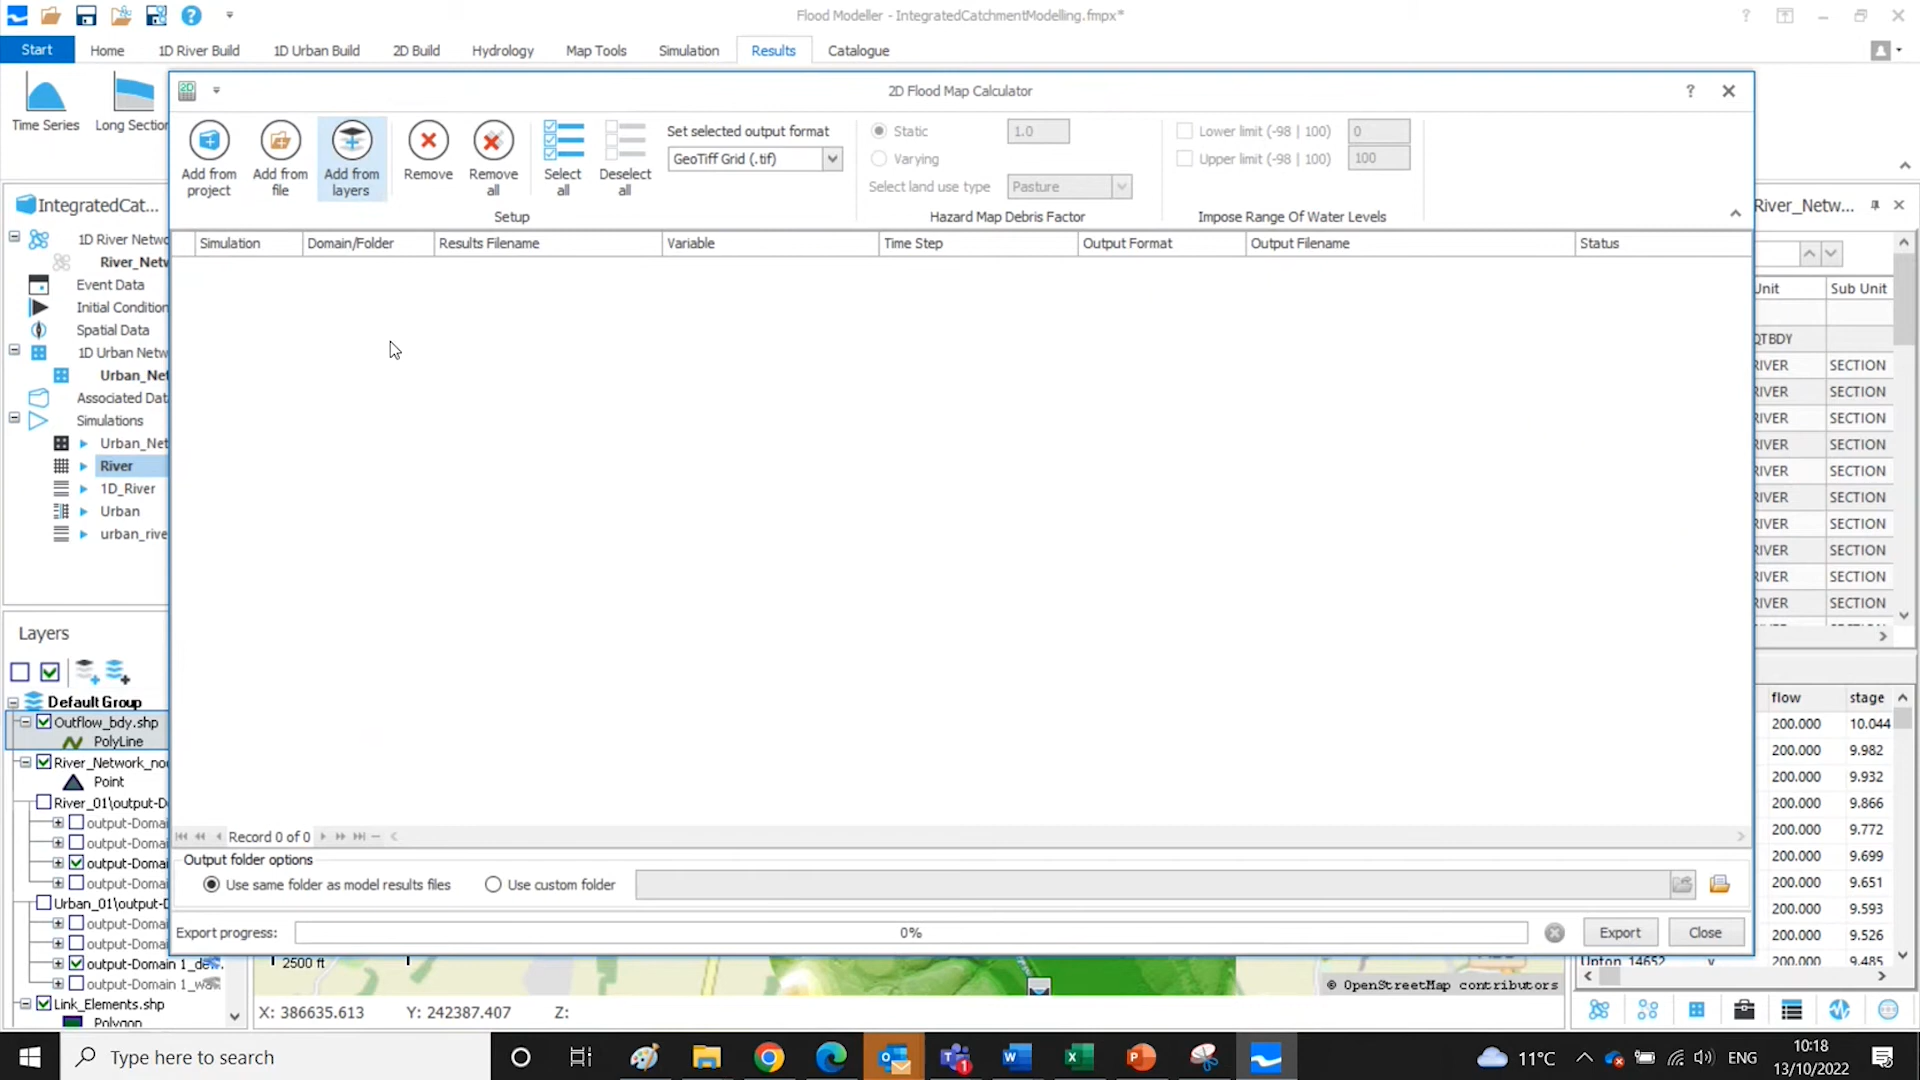 Flood Modeller - IntegratedCatchmentModelling.fmpx*
Start
Home
1D River Build
1D Urban Build
2D Build
Hydrology
Map Tools
Simulation
Results
Catalogue
Time Series
Long Section
2D Flood Map Calculator
Add from project
Add from file
Add from layers
Remove
Remove all
Select all
Deselect all
Set selected output format
GeoTiff Grid (.tif)
Setup
Static
1.0
Varying
Select land use type
Pasture
Hazard Map Debris Factor
Lower limit (-98 | 100)
0
Upper limit (-98 | 100)
100
Impose Range Of Water Levels
Simulation
Domain/Folder
Results Filename
Variable
Time Step
Output Format
Output Filename
Status
Record 0 of 0
Output folder options
Use same folder as model results files
Use custom folder
Export progress:
0%
Export
Close
IntegratedCat...
1D River Netwo
River_Netw
Event Data
Initial Condition
Spatial Data
1D Urban Netw
Urban_Net
Associated Dat
Simulations
Urban_Net
River
1D_River
Urban
urban_rive
Layers
Default Group
Outflow_bdy.shp
PolyLine
River_Network_no
Point
River_01\output-D
output-Domai
output-Domai
output-Domai
output-Domai
Urban_01\output-D
output-Domai
output-Domai
output-Domain 1_de
output-Domain 1_wa
Link_Elements.shp
Polygon
River_Netw...
Unit
Sub Unit
QTBDY
RIVER SECTION
RIVER SECTION
RIVER SECTION
RIVER SECTION
RIVER SECTION
RIVER SECTION
RIVER SECTION
RIVER SECTION
RIVER SECTION
RIVER SECTION
flow stage
200.000 10.044
200.000 9.982
200.000 9.932
200.000 9.866
200.000 9.772
200.000 9.699
200.000 9.651
200.000 9.593
200.000 9.526
200.000 9.485
2500 ft
© OpenStreetMap contributors
X: 386635.613
Y: 242387.407
Z:
Type here to search
11°C
ENG
10:18
13/10/2022